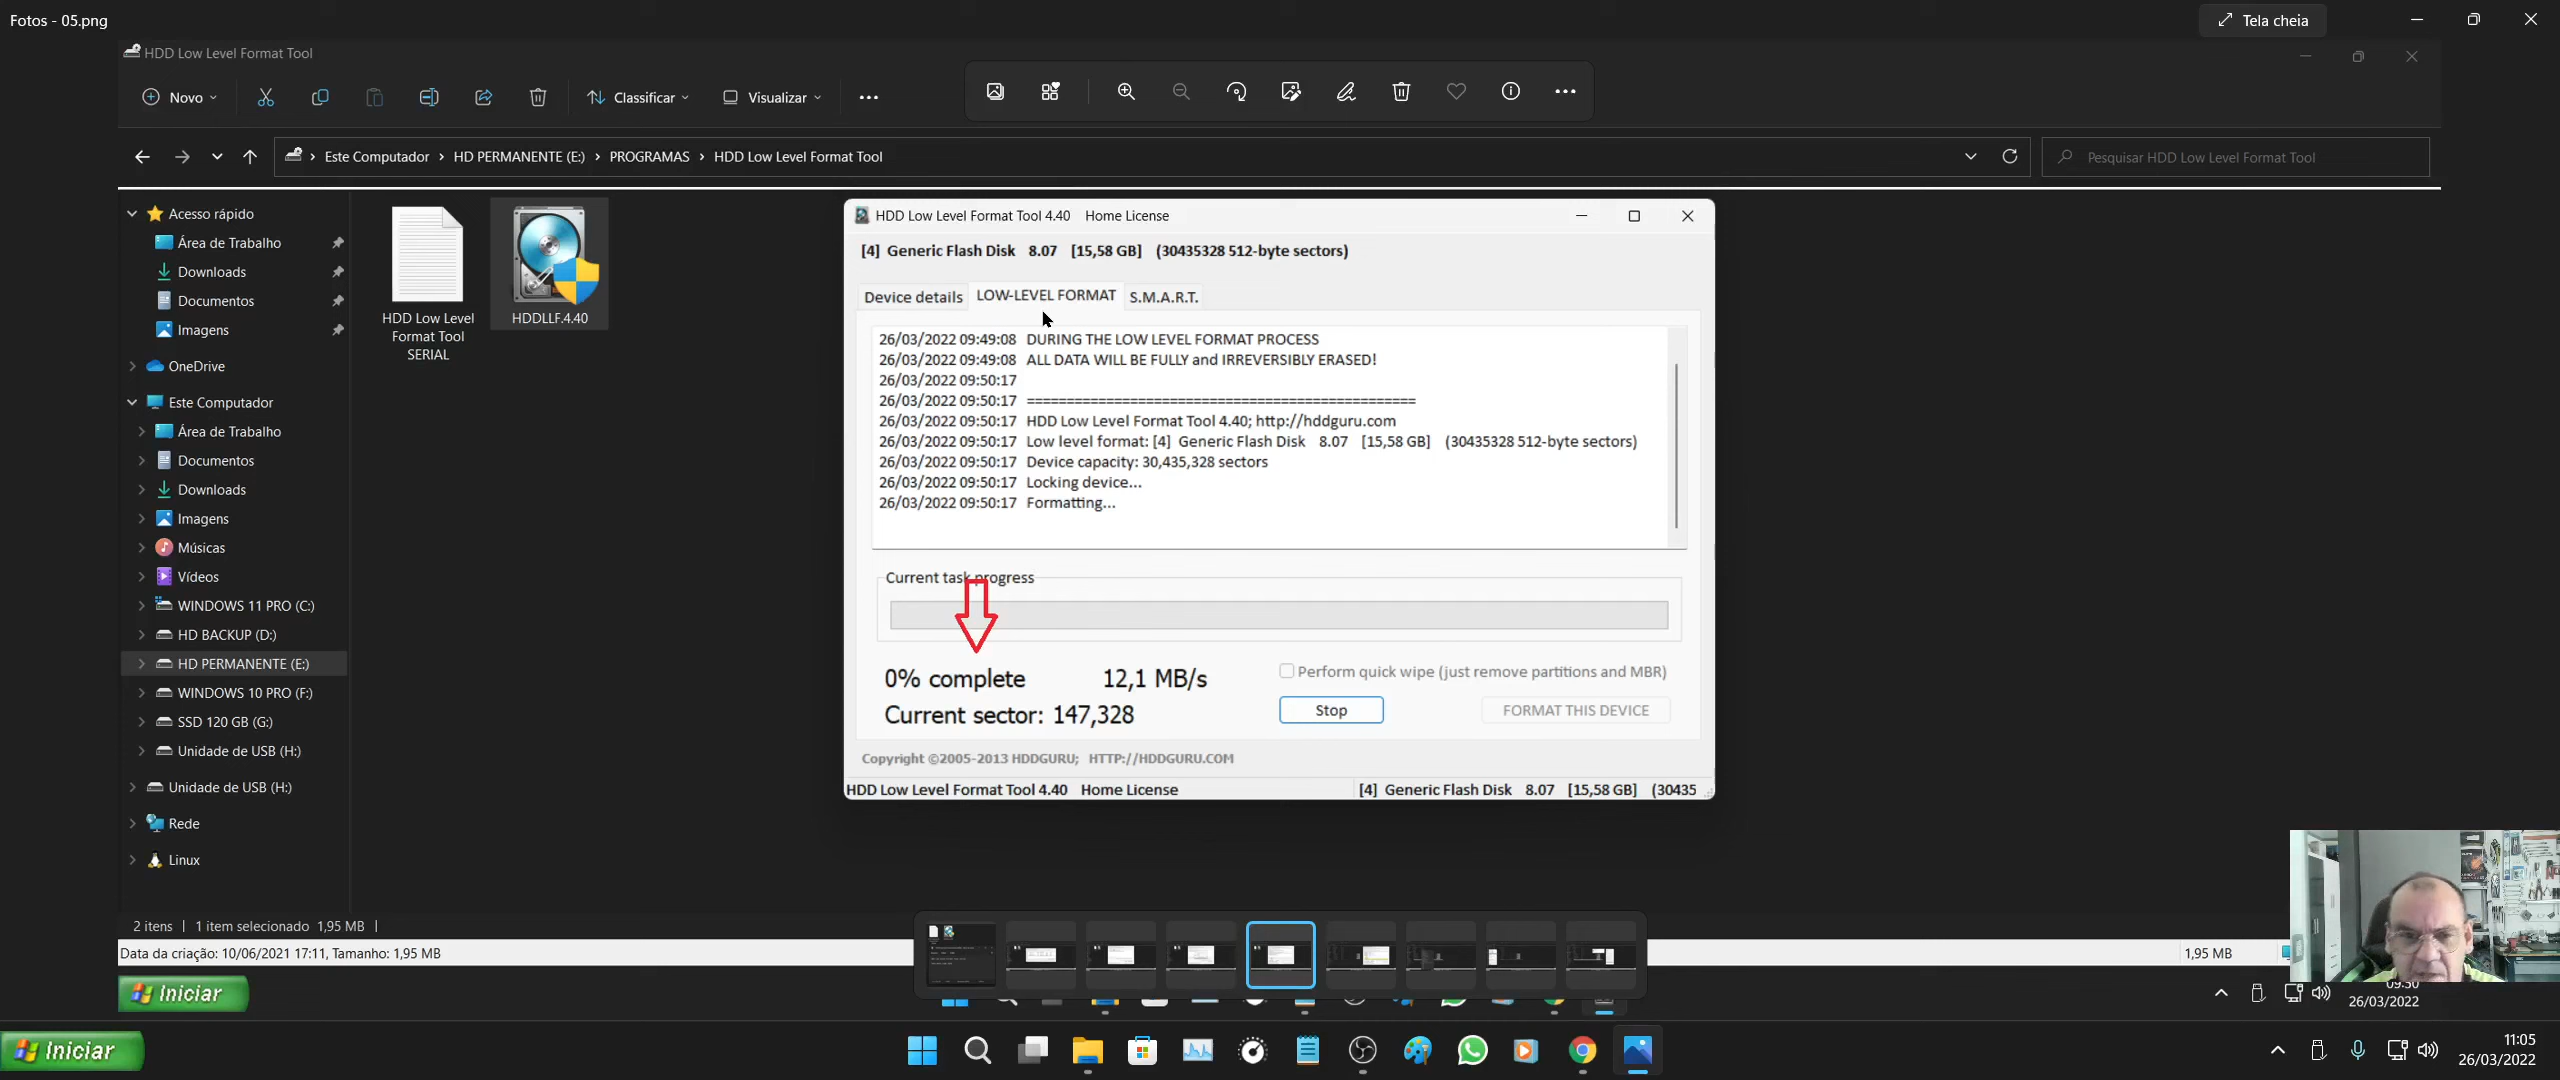 Fotos - 05.png
Tela cheia
HDD Low Level Format Tool
Novo
Classificar
Visualizar
Este Computador
HD PERMANENTE (E:)
PROGRAMAS
HDD Low Level Format Tool
Pesquisar HDD Low Level Format Tool
Acesso rápido
Área de Trabalho
Downloads
Documentos
Imagens
OneDrive
Este Computador
Área de Trabalho
Documentos
Downloads
Imagens
Músicas
Vídeos
WINDOWS 11 PRO (C:)
HD BACKUP (D:)
HD PERMANENTE (E:)
WINDOWS 10 PRO (F:)
SSD 120 GB (G:)
Unidade de USB (H:)
Unidade de USB (H:)
Rede
Linux
HDD Low Level
Format Tool
SERIAL
HDDLLF.4.40
HDD Low Level Format Tool 4.40 Home License
[4] Generic Flash Disk 8.07 [15,58 GB] (30435328 512-byte sectors)
Device details
LOW-LEVEL FORMAT
S.M.A.R.T.
26/03/2022 09:49:08 DURING THE LOW LEVEL FORMAT PROCESS
26/03/2022 09:49:08 ALL DATA WILL BE FULLY and IRREVERSIBLY ERASED!
26/03/2022 09:50:17
26/03/2022 09:50:17 =================================================
26/03/2022 09:50:17 HDD Low Level Format Tool 4.40; http://hddguru.com
26/03/2022 09:50:17 Low level format: [4] Generic Flash Disk 8.07 [15,58 GB] (30435328 512-byte sectors)
26/03/2022 09:50:17 Device capacity: 30,435,328 sectors
26/03/2022 09:50:17 Locking device...
26/03/2022 09:50:17 Formatting...
Current task progress
0% complete 12,1 MB/s
Current sector: 147,328
Perform quick wipe (just remove partitions and MBR)
Stop
FORMAT THIS DEVICE
Copyright ©2005-2013 HDDGURU; HTTP://HDDGURU.COM
HDD Low Level Format Tool 4.40 Home License
[4] Generic Flash Disk 8.07 [15,58 GB] (30435
2 itens
1 item selecionado 1,95 MB
Data da criação: 10/06/2021 17:11, Tamanho: 1,95 MB
1,95 MB
Iniciar
09:50
26/03/2022
Iniciar
11:05
26/03/2022